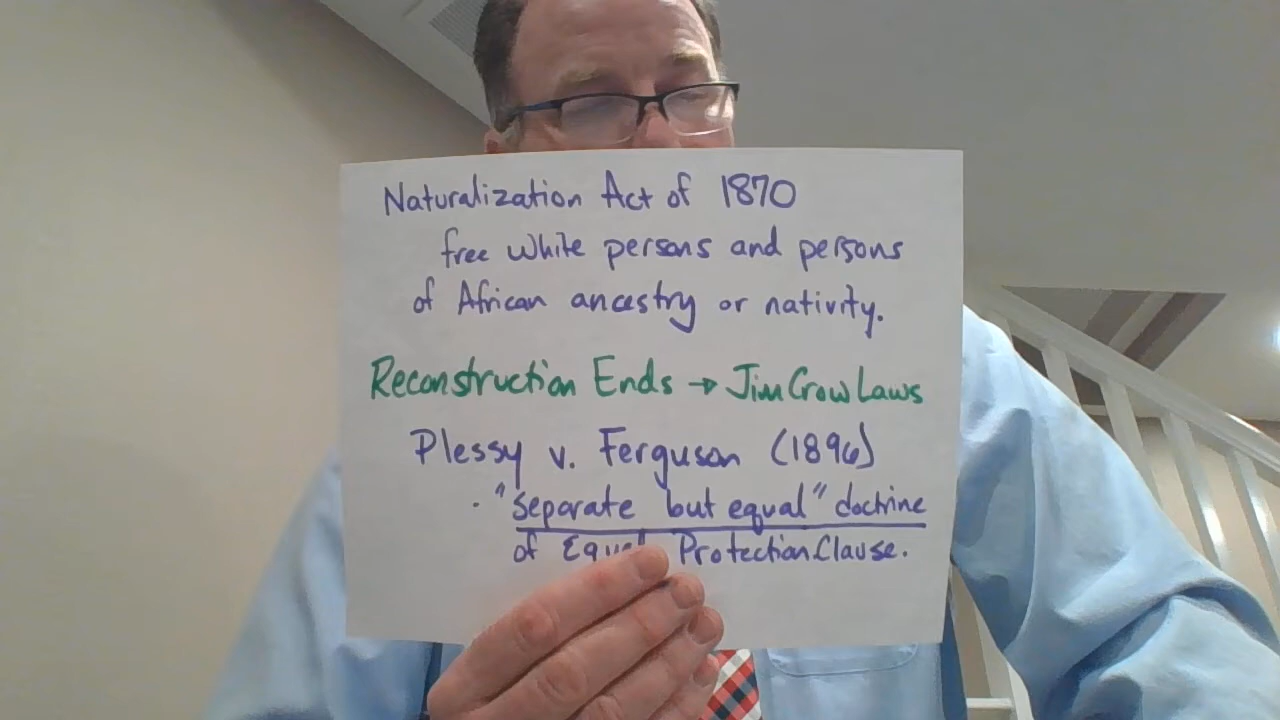 Naturalization Act of 1870
free white persons and persons
of African ancestry or nativity.
Reconstruction Ends → Jim Crow Laws
Plessy v. Ferguson (1896)
· "separate but equal" doctrine
of Equal Protection Clause.